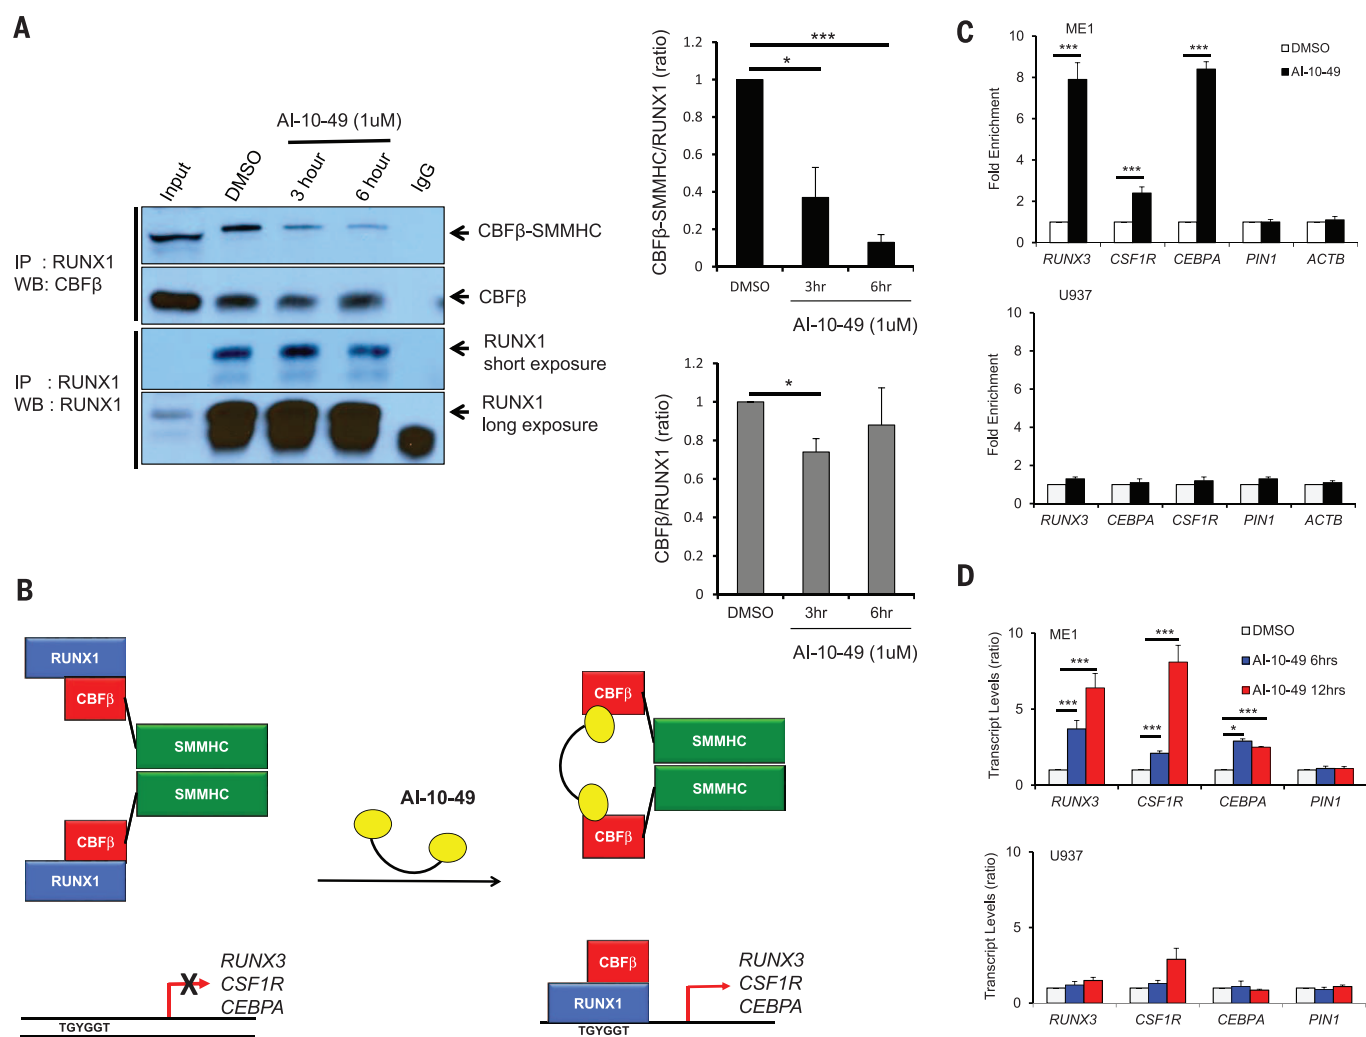 A
AI-10-49 (1uM)
Input
DMSO
3 hour
6 hour
IgG
IP : RUNX1
WB: CBFβ
CBFβ-SMMHC
CBFβ
IP : RUNX1
WB: RUNX1
RUNX1
short exposure
RUNX1
long exposure
CBFβ-SMMHC/RUNX1 (ratio)
1.2
1
0.8
0.6
0.4
0.2
0
***
*
DMSO
3hr
6hr
AI-10-49 (1uM)
CBFβ/RUNX1 (ratio)
1.2
1
0.8
0.6
0.4
0.2
0
*
DMSO
3hr
6hr
AI-10-49 (1uM)
B
RUNX1
CBFβ
SMMHC
SMMHC
CBFβ
RUNX1
AI-10-49
CBFβ
SMMHC
SMMHC
CBFβ
X
RUNX3
CSF1R
CEBPA
TGYGGT
CBFβ
RUNX1
RUNX3
CSF1R
CEBPA
TGYGGT
C
ME1
DMSO
AI-10-49
Fold Enrichment
10
8
6
4
2
0
***
***
***
RUNX3
CSF1R
CEBPA
PIN1
ACTB
U937
Fold Enrichment
10
8
6
4
2
0
RUNX3
CEBPA
CSF1R
PIN1
ACTB
D
ME1
DMSO
AI-10-49 6hrs
AI-10-49 12hrs
Transcript Levels (ratio)
10
5
0
***
***
***
***
***
*
RUNX3
CSF1R
CEBPA
PIN1
U937
Transcript Levels (ratio)
10
5
0
RUNX3
CSF1R
CEBPA
PIN1